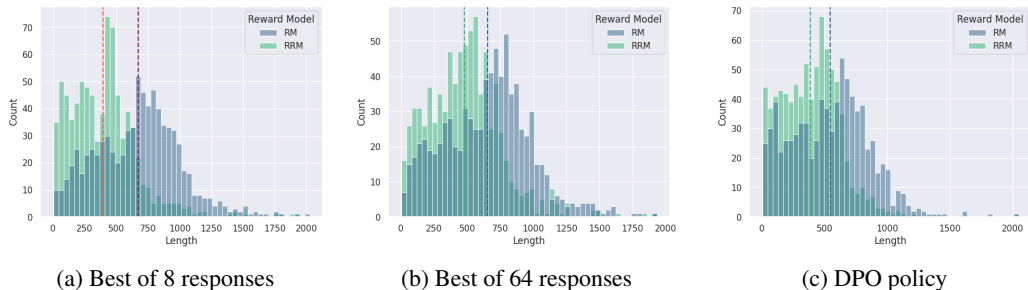 Reward Model
RM
RRM
Count
70
60
50
40
30
20
10
0
0
250
500
750
1000
1250
1500
1750
2000
Length
(a) Best of 8 responses
Reward Model
RM
RRM
Count
50
40
30
20
10
0
0
250
500
750
1000
1250
1500
1750
2000
Length
(b) Best of 64 responses
Reward Model
RM
RRM
Count
70
60
50
40
30
20
10
0
0
500
1000
1500
2000
Length
(c) DPO policy